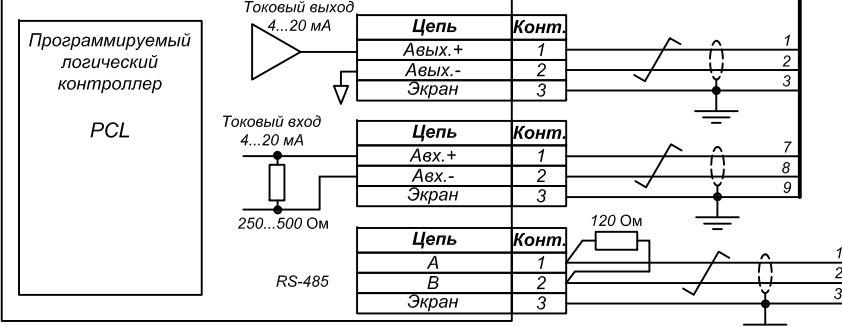 Программируемый
логический
контроллер
PCL
Токовый выход
4...20 мА
Цепь Конт.
Авых.+ 1 1
Авых.- 2 2
Экран 3 3
Токовый вход
4...20 мА
Цепь Конт.
Авх.+ 1 7
Авх.- 2 8
Экран 3 9
250...500 Ом
120 Ом
Цепь Конт.
A 1 1
RS-485 B 2 2
Экран 3 3